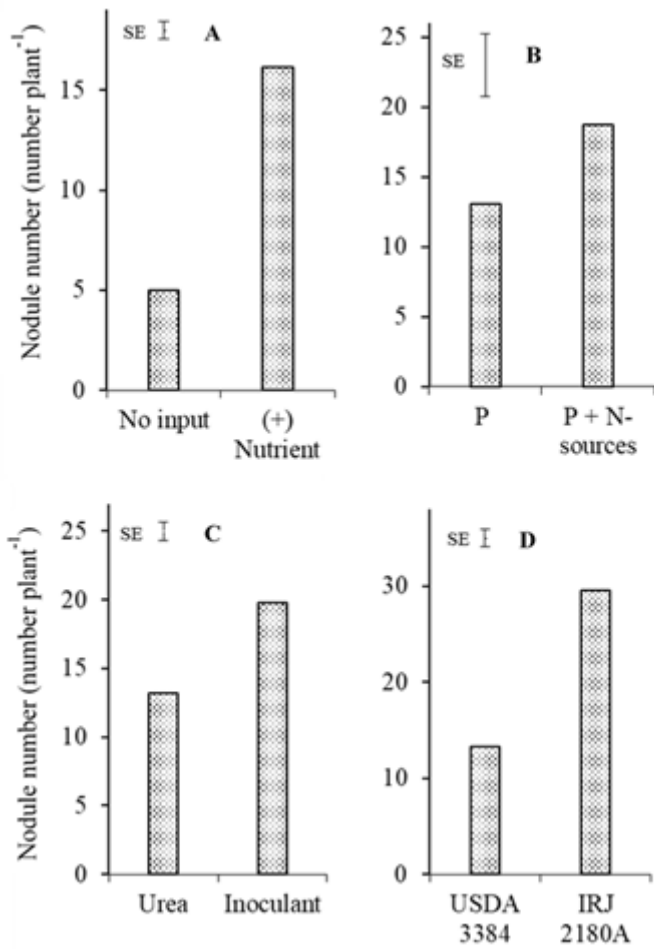 Nodule number (number plant-1)
SE
A
15
10
5
0
No input
(+)
Nutrient
SE
B
25
20
15
10
5
0
P
P + N-
sources
Nodule number (number plant-1)
SE
C
25
20
15
10
5
0
Urea
Inoculant
SE
D
30
20
10
0
USDA
3384
IRJ
2180A